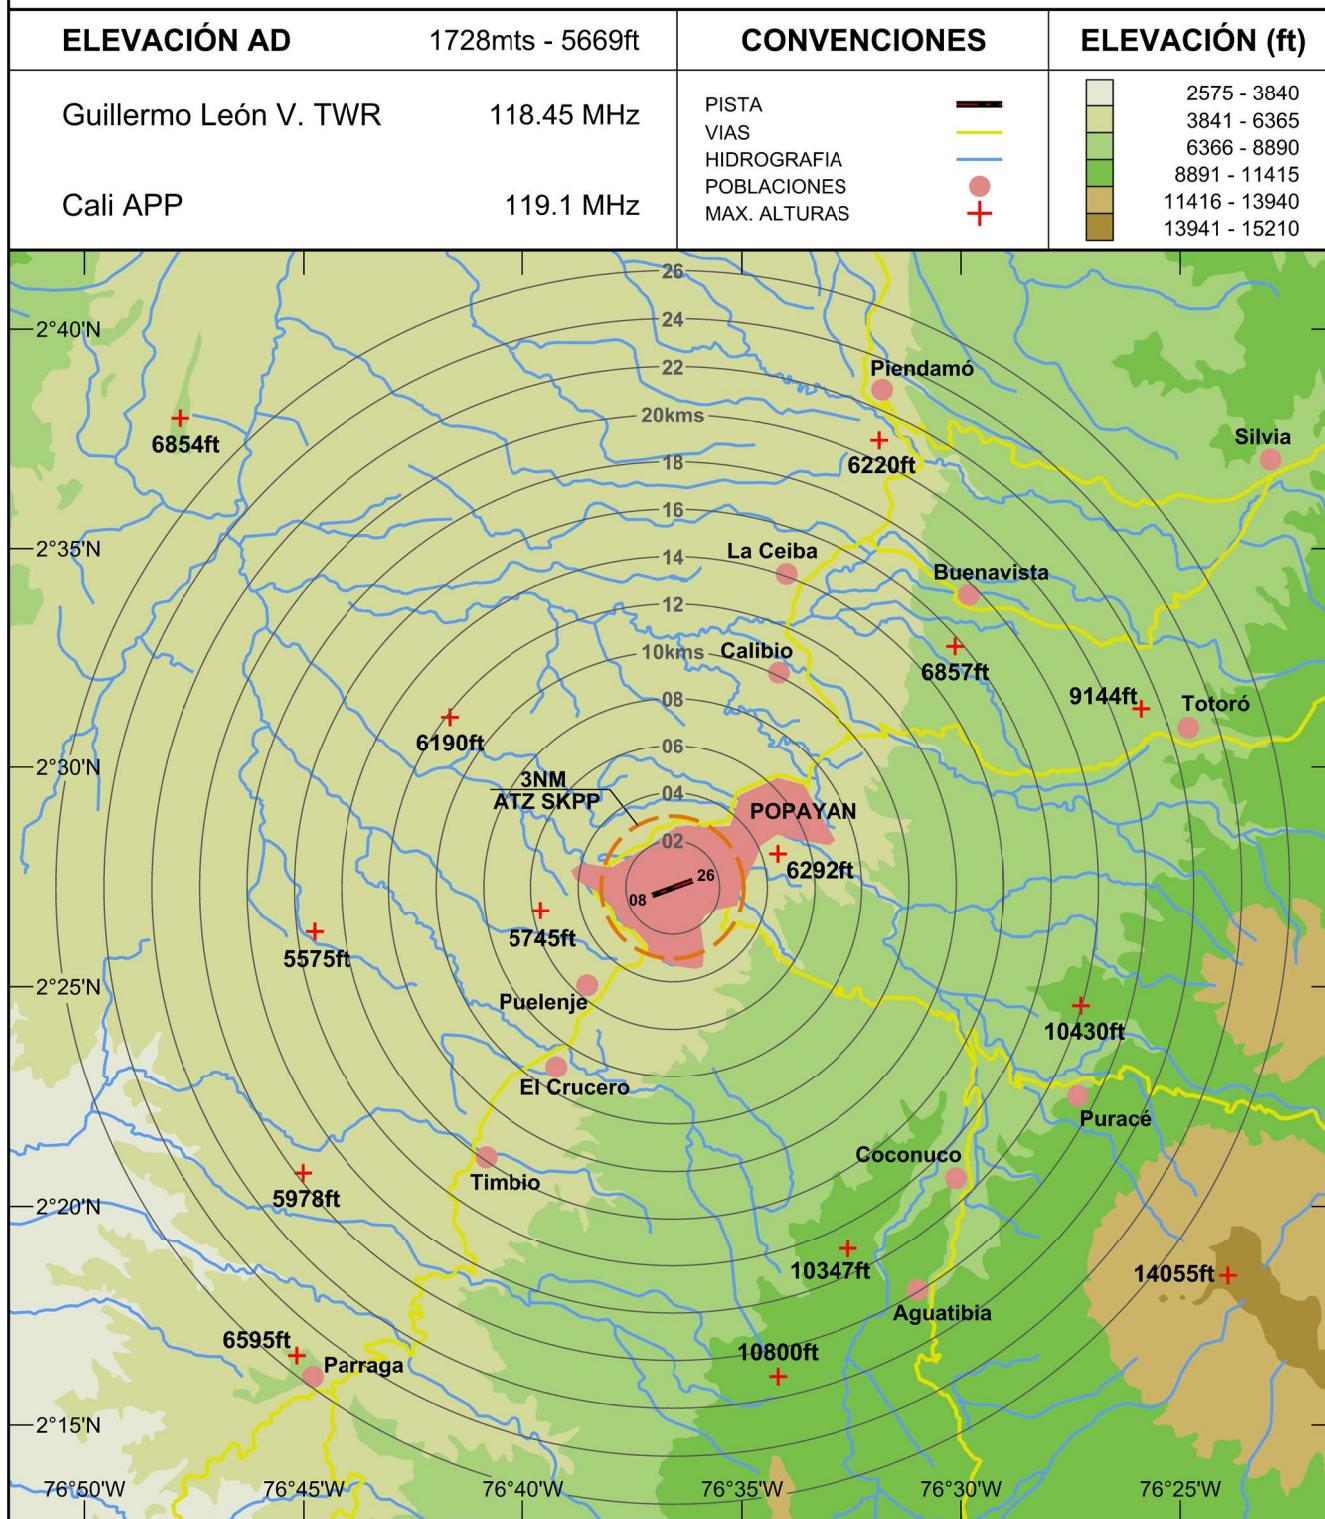 ELEVACIÓN AD 1728mts - 5669ft
Guillermo León V. TWR 118.45 MHz
Cali APP 119.1 MHz
CONVENCIONES
PISTA
VIAS
HIDROGRAFIA
POBLACIONES
MAX. ALTURAS
ELEVACIÓN (ft)
2575 - 3840
3841 - 6365
6366 - 8890
8891 - 11415
11416 - 13940
13941 - 15210
26
24
2°40'N
22
Piendamó
20kms
6854ft
6220ft
Silvia
18
16
2°35'N
14
La Ceiba
Buenavista
12
10kms
Calibio
6857ft
08
9144ft
Totoró
6190ft
06
2°30'N
3NM
ATZ SKPP
04
POPAYAN
02
6292ft
26
08
5745ft
5575ft
2°25'N
Puelenje
10430ft
El Crucero
Puracé
Coconuco
Timbio
5978ft
2°20'N
10347ft
14055ft
Aguatibia
6595ft
Parraga
10800ft
2°15'N
76°50'W
76°45'W
76°40'W
76°35'W
76°30'W
76°25'W